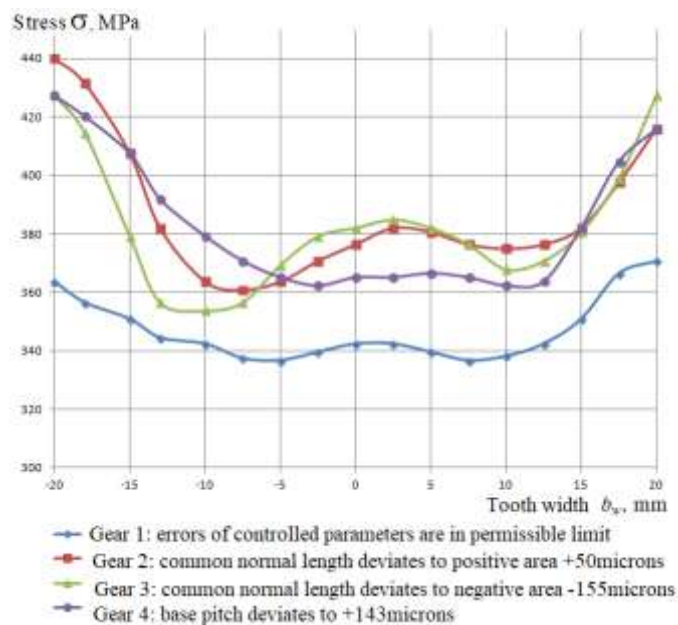 Stress σ, MPa
440
420
400
380
360
340
320
300
-20 -15 -10 -5 0 5 10 15 20
Tooth width bw, mm
Gear 1: errors of controlled parameters are in permissible limit
Gear 2: common normal length deviates to positive area +50microns
Gear 3: common normal length deviates to negative area -155microns
Gear 4: base pitch deviates to +143microns